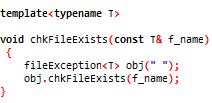 template<typename T>
void chkFileExists(const T& f_name)
{
fileException<T> obj(" ");
obj.chkFileExists(f_name);
}